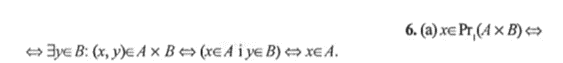 6. (a) x∈Pr₁(A × B) ⇔
⇔ ∃y∈ B: (x, y)∈A × B ⇔ (x∈A i y∈ B) ⇔ x∈A.